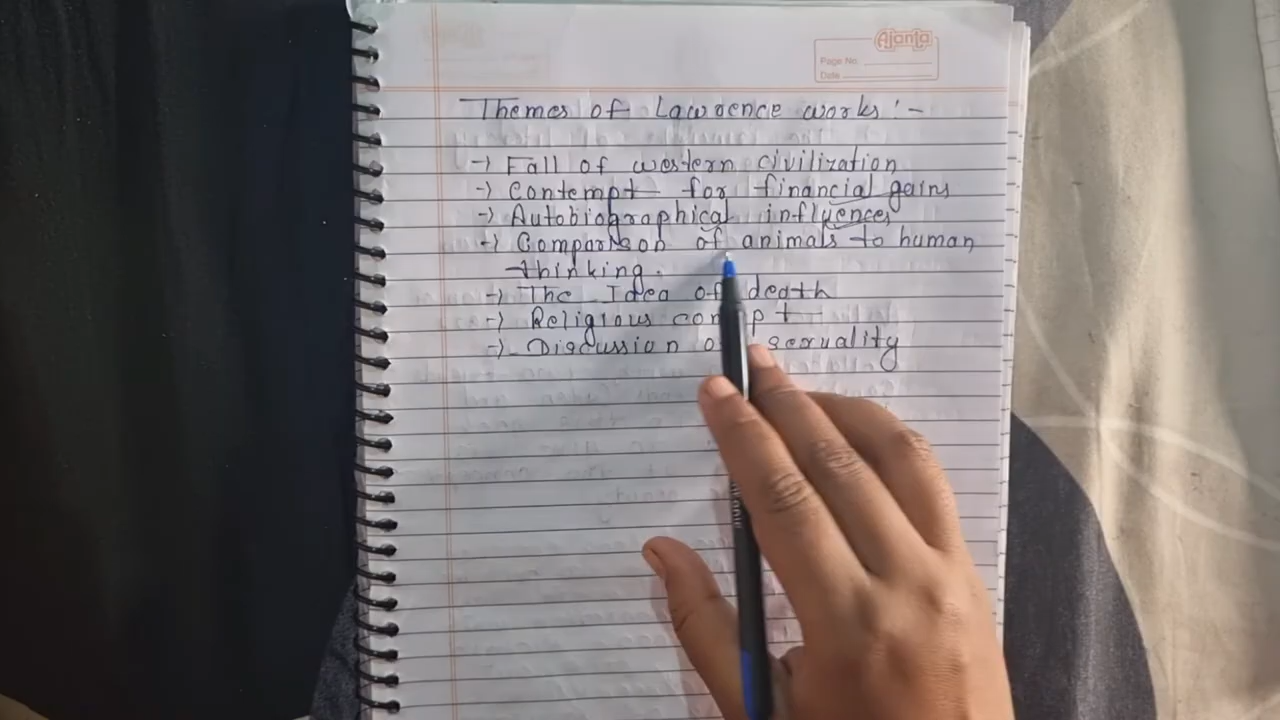 Ajanta
Page No.
Date
Themes of Lawrence works :-
-> Fall of western civilization
-> Contempt for financial gains
-> Autobiographical influences
-> Comparison of animals to human
thinking.
-> The Idea of death
-> Religious
-> Discussion sexuality